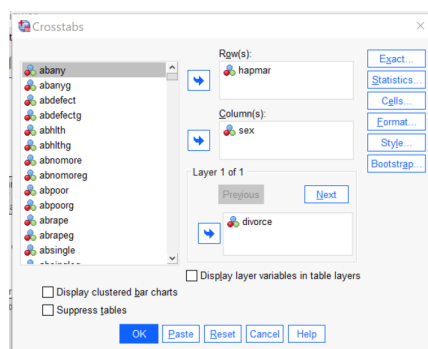 Crosstabs
abany
abanyg
abdefect
abdefectg
abhlth
abhlthg
abnomore
abnomoreg
abpoor
abpoorg
abrape
abrapeg
absingle
Row(s):
hapmar
Column(s):
sex
Layer 1 of 1
Previous
Next
divorce
Display layer variables in table layers
Exact...
Statistics...
Cells...
Format...
Style...
Bootstrap...
Display clustered bar charts
Suppress tables
OK Paste Reset Cancel Help